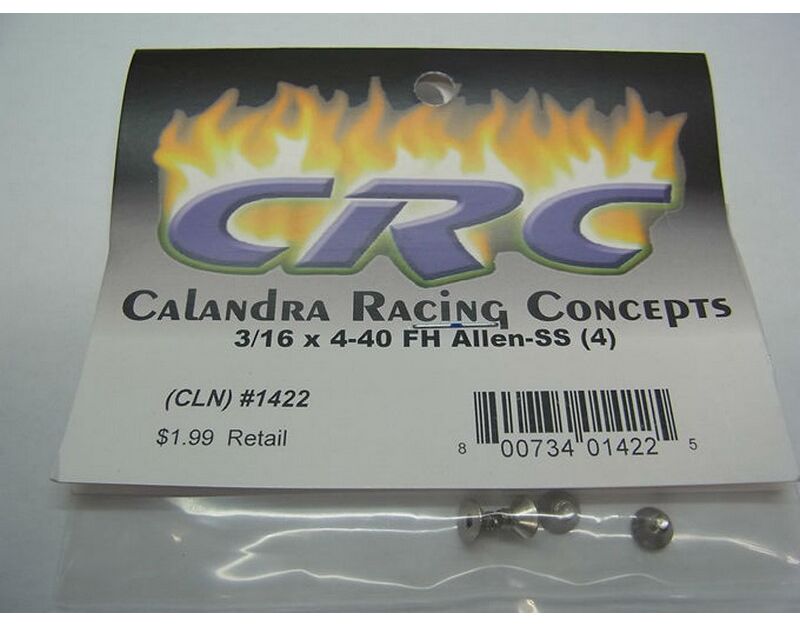 CRC
Calandra Racing Concepts
3/16 x 4-40 FH Allen-SS (4)
(CLN) #1422
$1.99 Retail
8 00734 01422 5